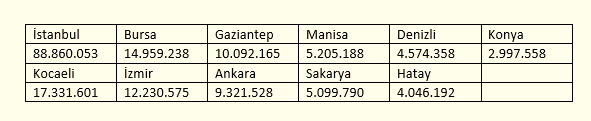 İstanbul Bursa Gaziantep Manisa Denizli Konya
88.860.053 14.959.238 10.092.165 5.205.188 4.574.358 2.997.558
Kocaeli İzmir Ankara Sakarya Hatay
17.331.601 12.230.575 9.321.528 5.099.790 4.046.192